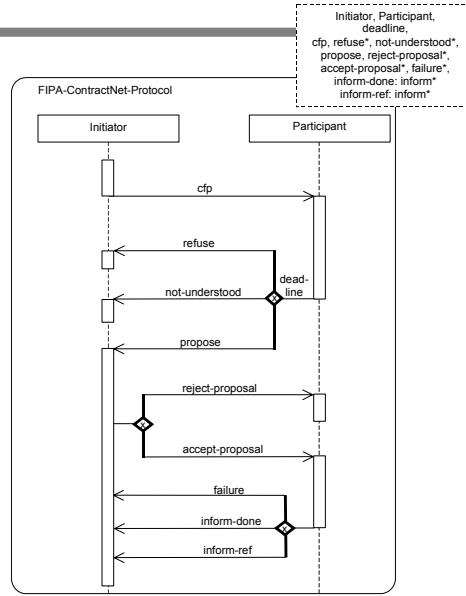 Initiator, Participant,
deadline,
cfp, refuse*, not-understood*,
propose, reject-proposal*,
accept-proposal*, failure*,
inform-done: inform*
inform-ref: inform*
FIPA-ContractNet-Protocol
Initiator
Participant
cfp
refuse
dead-
line
not-understood
x
propose
reject-proposal
x
accept-proposal
failure
inform-done
x
inform-ref